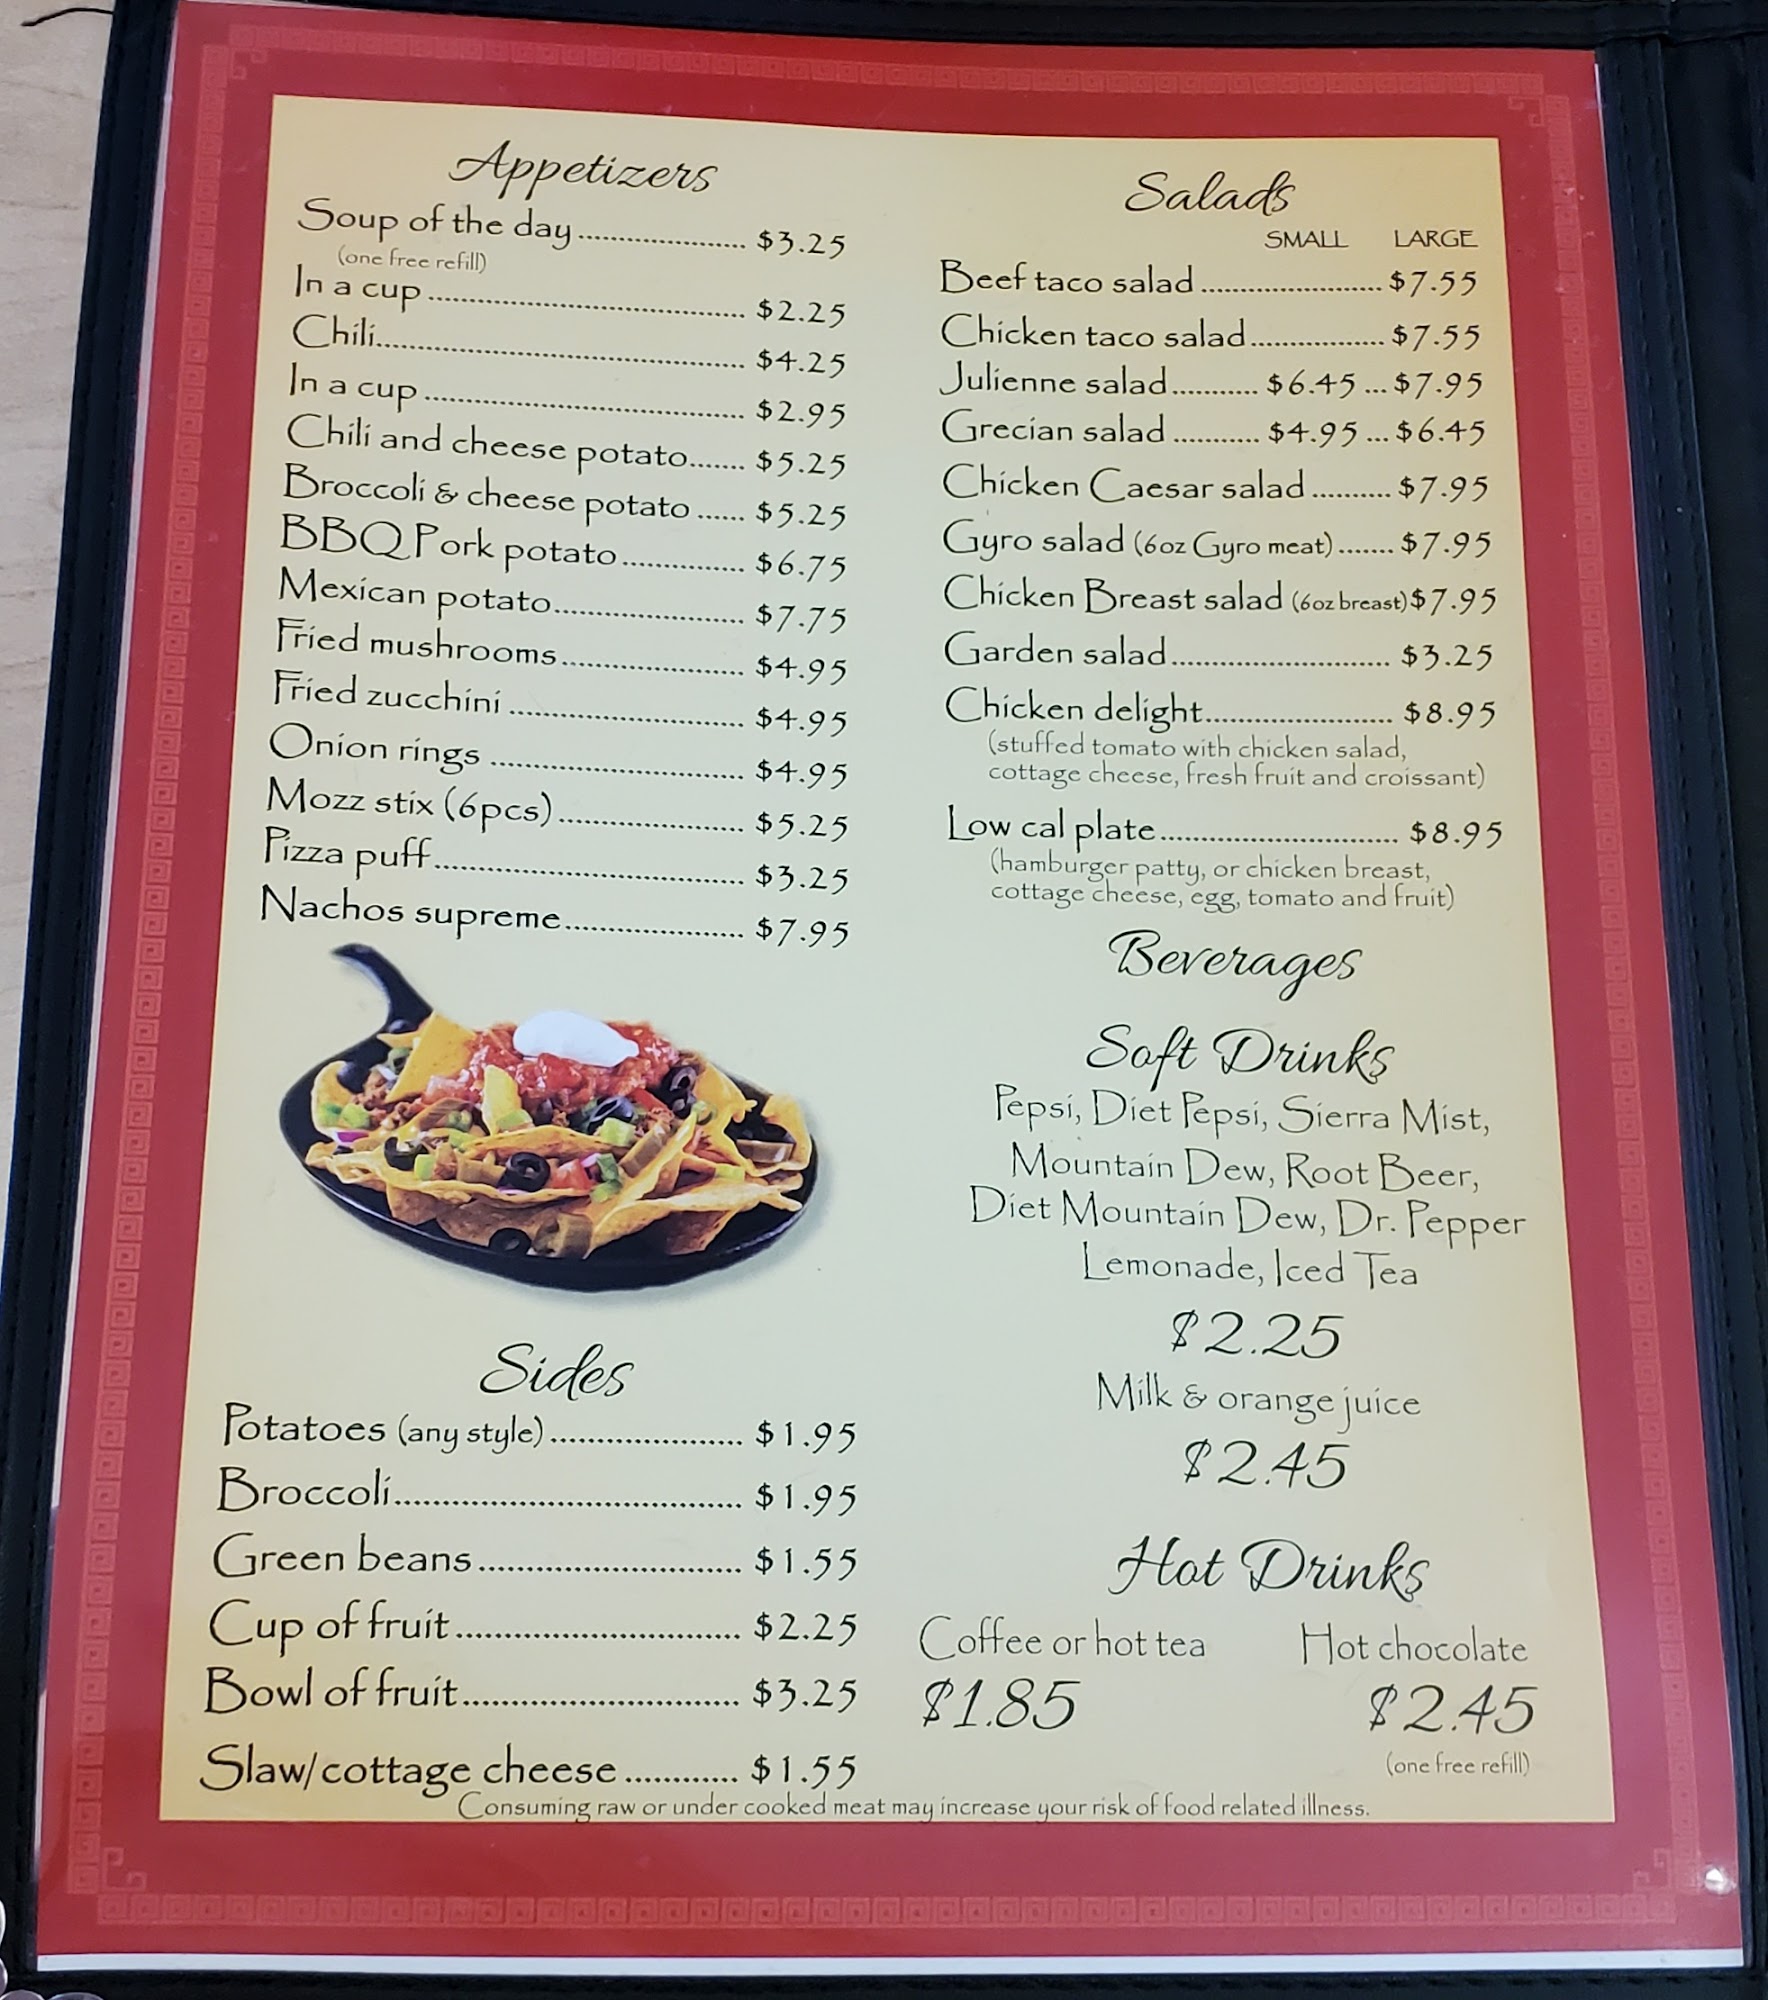 Appetizers
Soup of the day ..................... $3.25
(one free refill)
In a cup ........................................ $2.25
Chili............................................... $4.25
In a cup ........................................ $2.95
Chili and cheese potato....... $5.25
Broccoli & cheese potato ...... $5.25
BBQ Pork potato ............... $6.75
Mexican potato........................ $7.75
Fried mushrooms....................... $4.95
Fried zucchini ............................. $4.95
Onion rings ................................ $4.95
Mozz stix (6pcs) ....................... $5.25
Pizza puff....................................... $3.25
Nachos supreme...................... $7.95
Sides
Potatoes (any style) ........................ $1.95
Broccoli........................................... $1.95
Green beans ................................. $1.55
Cup of fruit ................................... $2.25
Bowl of fruit................................... $3.25
Slaw/cottage cheese ............. $1.55
Salads
SMALL LARGE
Beef taco salad ....................... $7.55
Chicken taco salad................. $7.55
Julienne salad........... $6.45 ... $7.95
Grecian salad ........... $4.95 ... $6.45
Chicken Caesar salad .......... $7.95
Gyro salad (6oz Gyro meat) ....... $7.95
Chicken Breast salad (6oz breast) $7.95
Garden salad............................ $3.25
Chicken delight........................ $8.95
(stuffed tomato with chicken salad,
cottage cheese, fresh fruit and croissant)
Low cal plate.............................. $8.95
(hamburger patty, or chicken breast,
cottage cheese, egg, tomato and fruit)
Beverages
Soft Drinks
Pepsi, Diet Pepsi, Sierra Mist,
Mountain Dew, Root Beer,
Diet Mountain Dew, Dr. Pepper
Lemonade, Iced Tea
$2.25
Milk & orange juice
$2.45
Hot Drinks
Coffee or hot tea Hot chocolate
$1.85 $2.45
(one free refill)
Consuming raw or under cooked meat may increase your risk of food related illness.